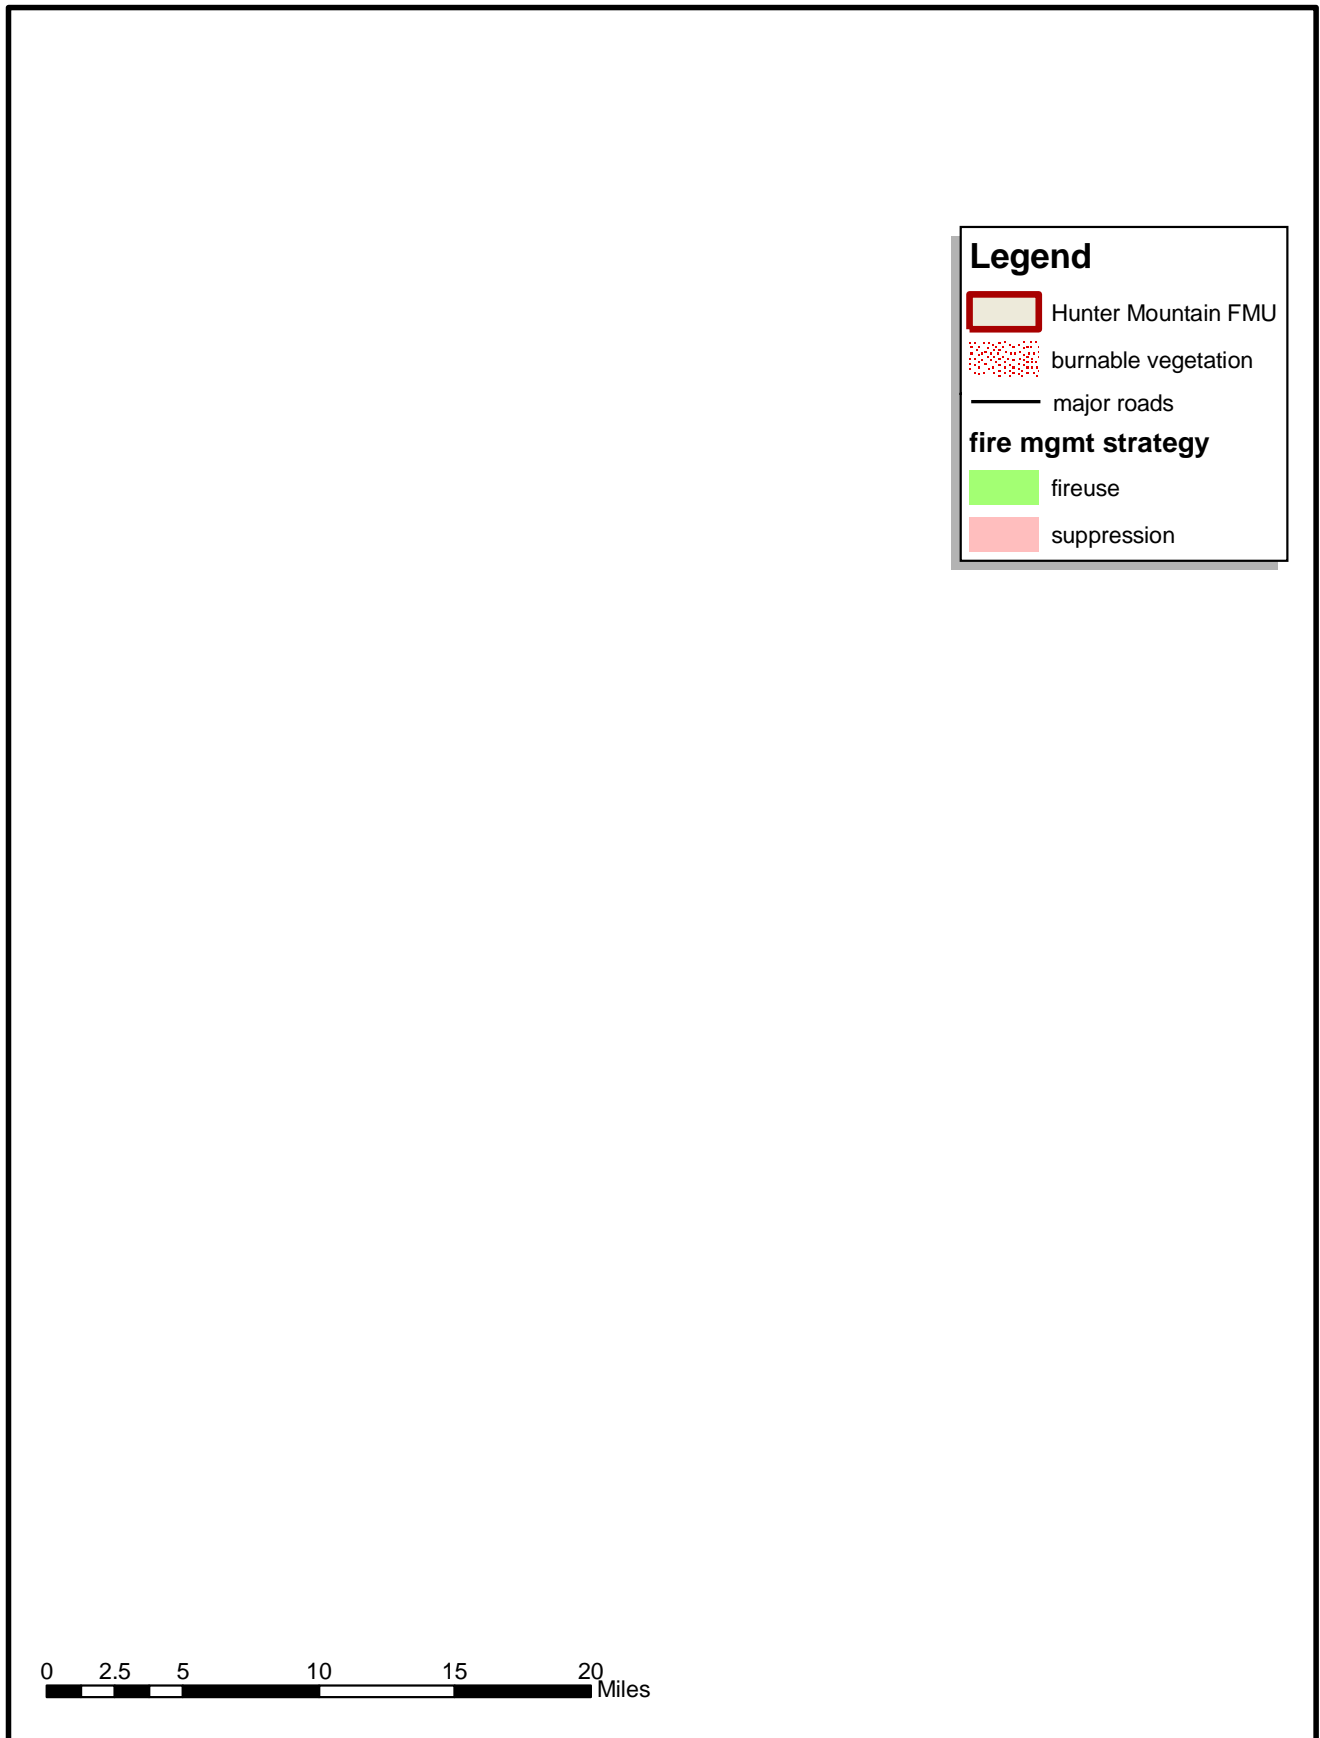 Legend
Hunter Mountain FMU
burnable vegetation
major roads
fire mgmt strategy
fireuse
suppression
0 2.5 5 10 15 20
Miles